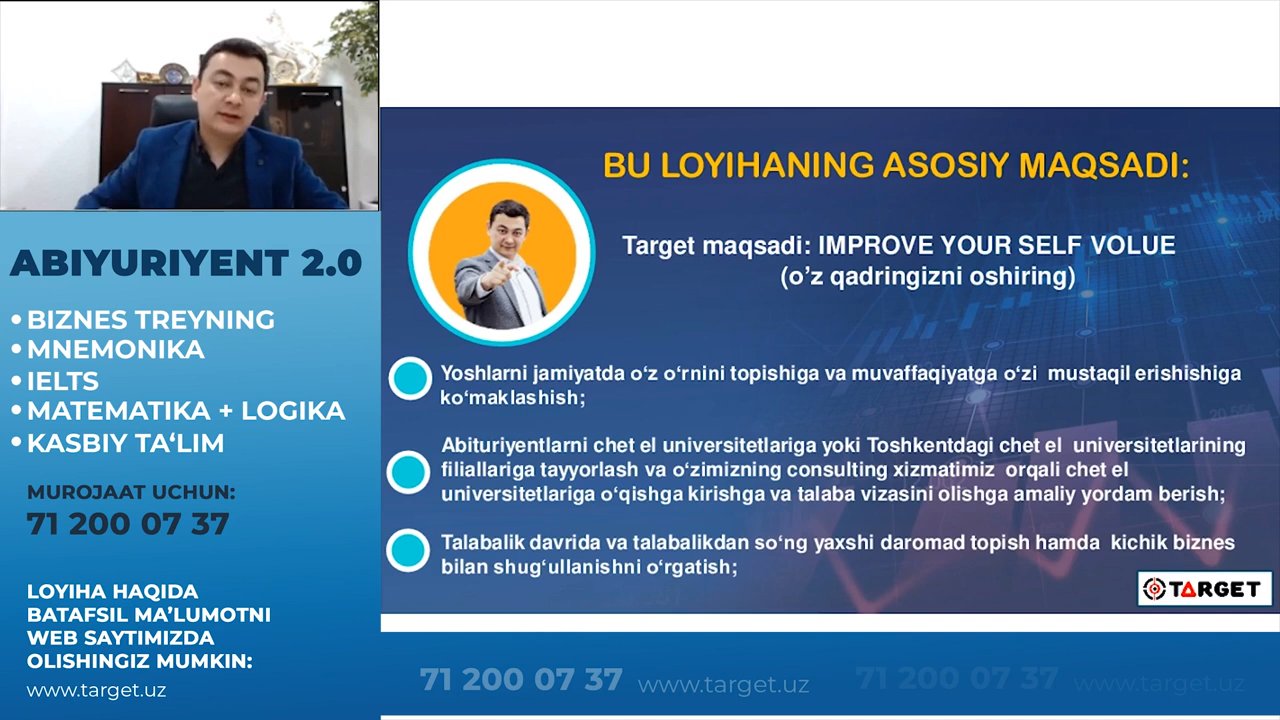 ABIYURIYENT 2.0
• BIZNES TREYNING
• MNEMONIKA
• IELTS
• MATEMATIKA + LOGIKA
• KASBIY TA‘LIM
MUROJAAT UCHUN:
71 200 07 37
LOYIHA HAQIDA
BATAFSIL MA’LUMOTNI
WEB SAYTIMIZDA
OLISHINGIZ MUMKIN:
www.target.uz
BU LOYIHANING ASOSIY MAQSADI:
Target maqsadi: IMPROVE YOUR SELF VOLUE
(o’z qadringizni oshiring)
Yoshlarni jamiyatda o‘z o‘rnini topishiga va muvaffaqiyatga o‘zi mustaqil erishishiga
ko‘maklashish;
Abituriyentlarni chet el universitetlariga yoki Toshkentdagi chet el universitetlarining
filiallariga tayyorlash va o‘zimizning consulting xizmatimiz orqali chet el
universitetlariga o‘qishga kirishga va talaba vizasini olishga amaliy yordam berish;
Talabalik davrida va talabalikdan so‘ng yaxshi daromad topish hamda kichik biznes
bilan shug‘ullanishni o‘rgatish;
TARGET
71 200 07 37 www.target.uz 71 200 07 37 www.target.uz